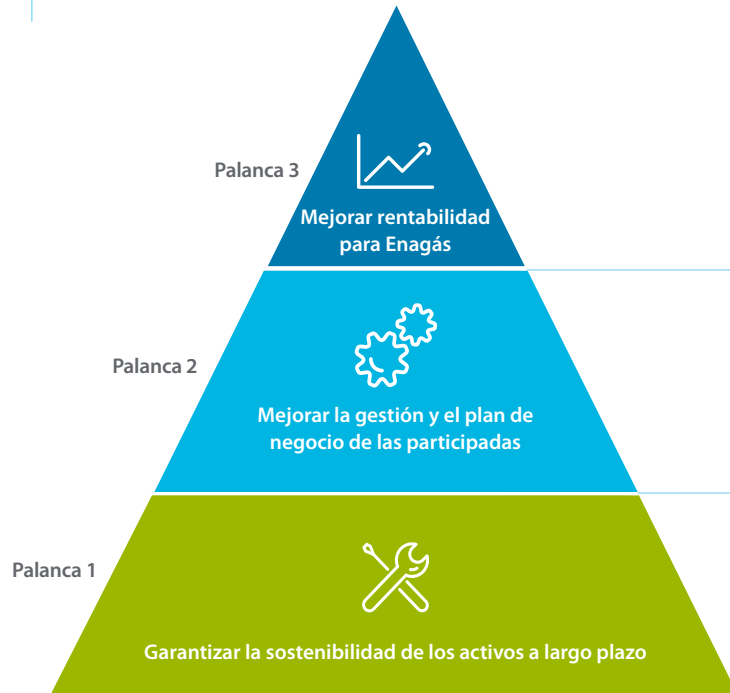 Palanca 3
Mejorar rentabilidad
para Enagás
Palanca 2
Mejorar la gestión y el plan de
negocio de las participadas
Palanca 1
Garantizar la sostenibilidad de los activos a largo plazo